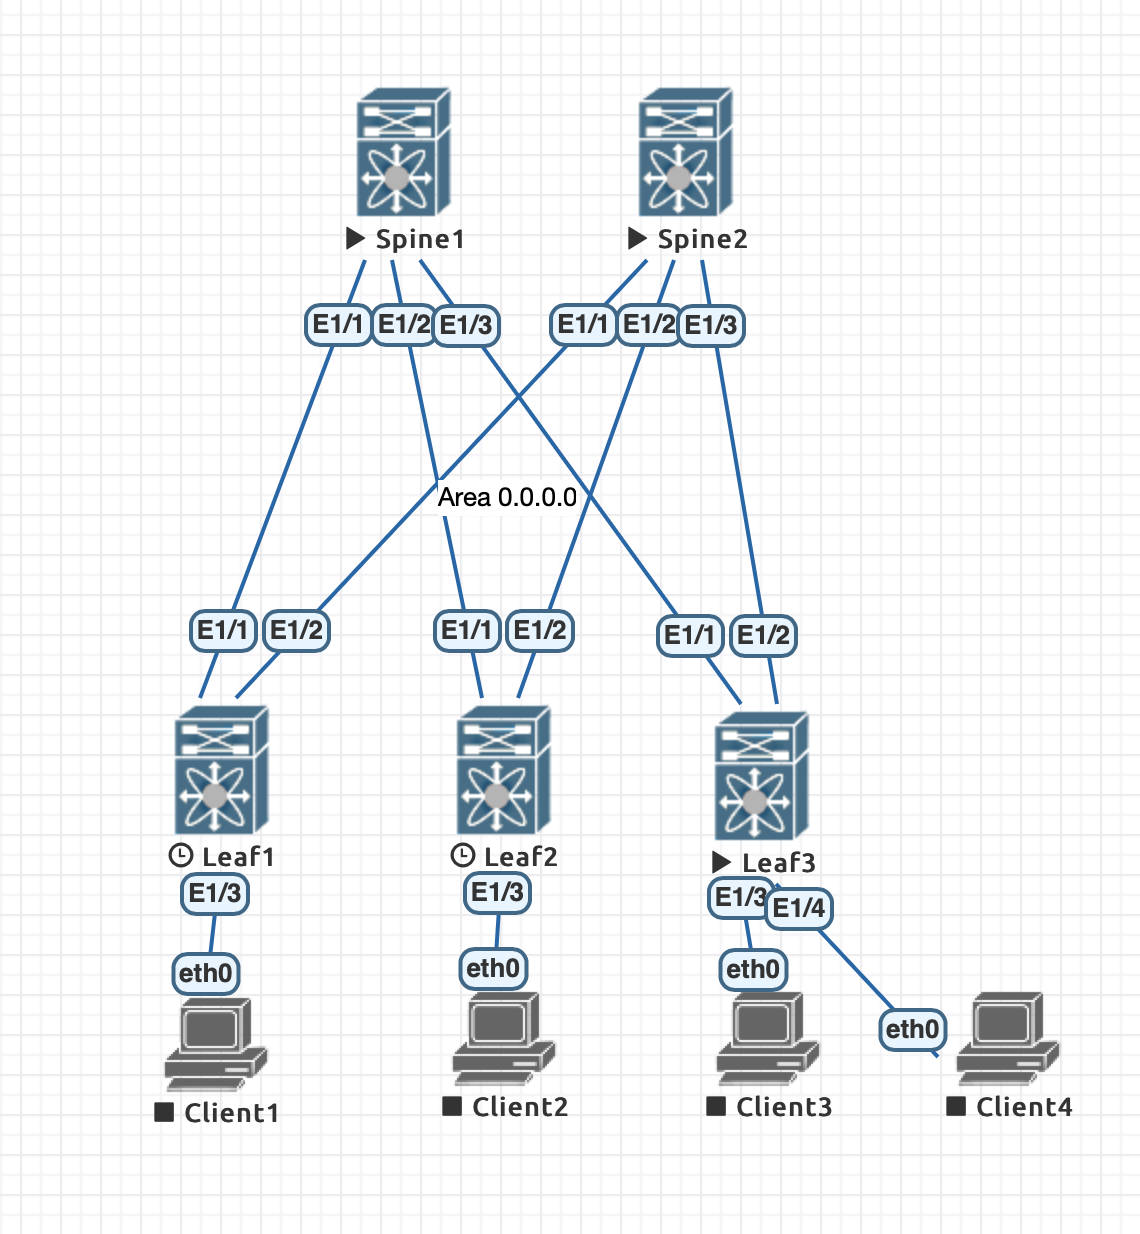 Spine1
Spine2
E1/1
E1/2
E1/3
E1/1
E1/2
E1/3
Area 0.0.0.0
E1/1
E1/2
E1/1
E1/2
E1/1
E1/2
Leaf1
Leaf2
Leaf3
E1/3
E1/3
E1/3
E1/4
eth0
eth0
eth0
eth0
Client1
Client2
Client3
Client4